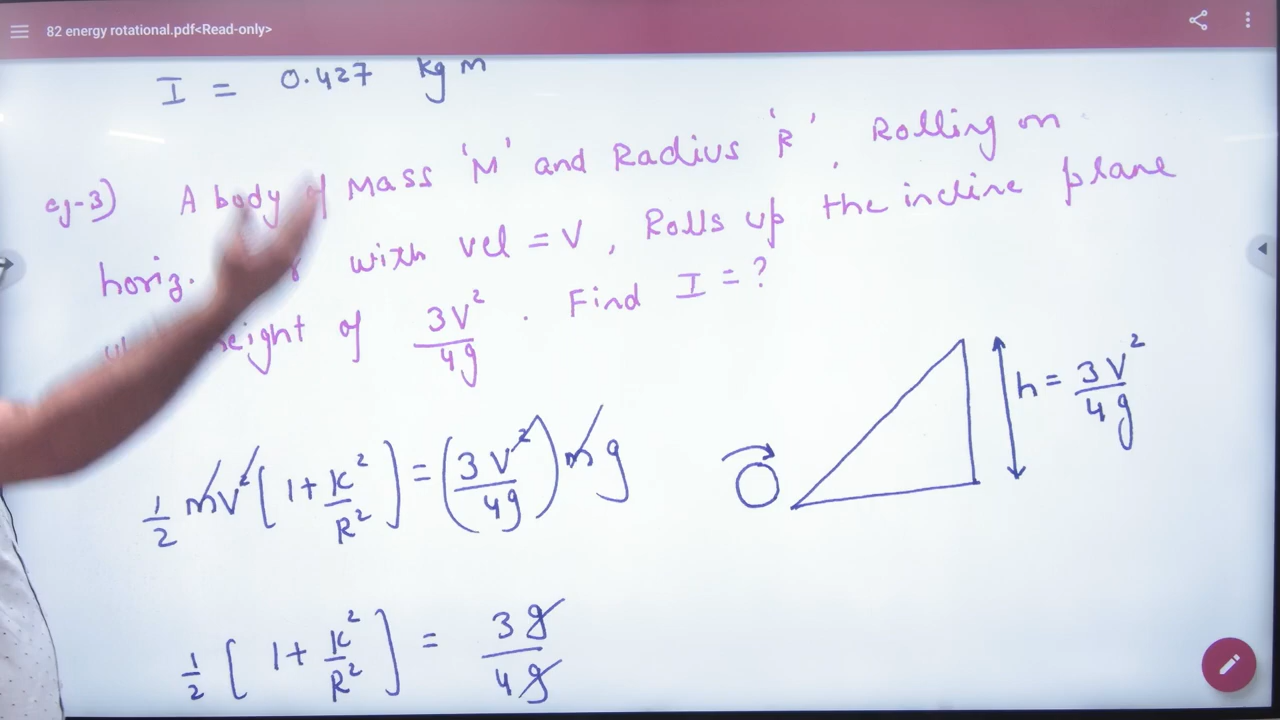 82 energy rotational.pdf<Read-only>
I = 0.427 kg m
eg-3) A body of Mass 'M' and Radius 'R', Rolling on
horiz. with vel = V, Rolls up the incline plane
height of 3V²/4g. Find I = ?
h = 3V²/4g
1/2 mv² [1 + K²/R²] = (3v²/4g) mg
1/2 [1 + K²/R²] = 3g/4g